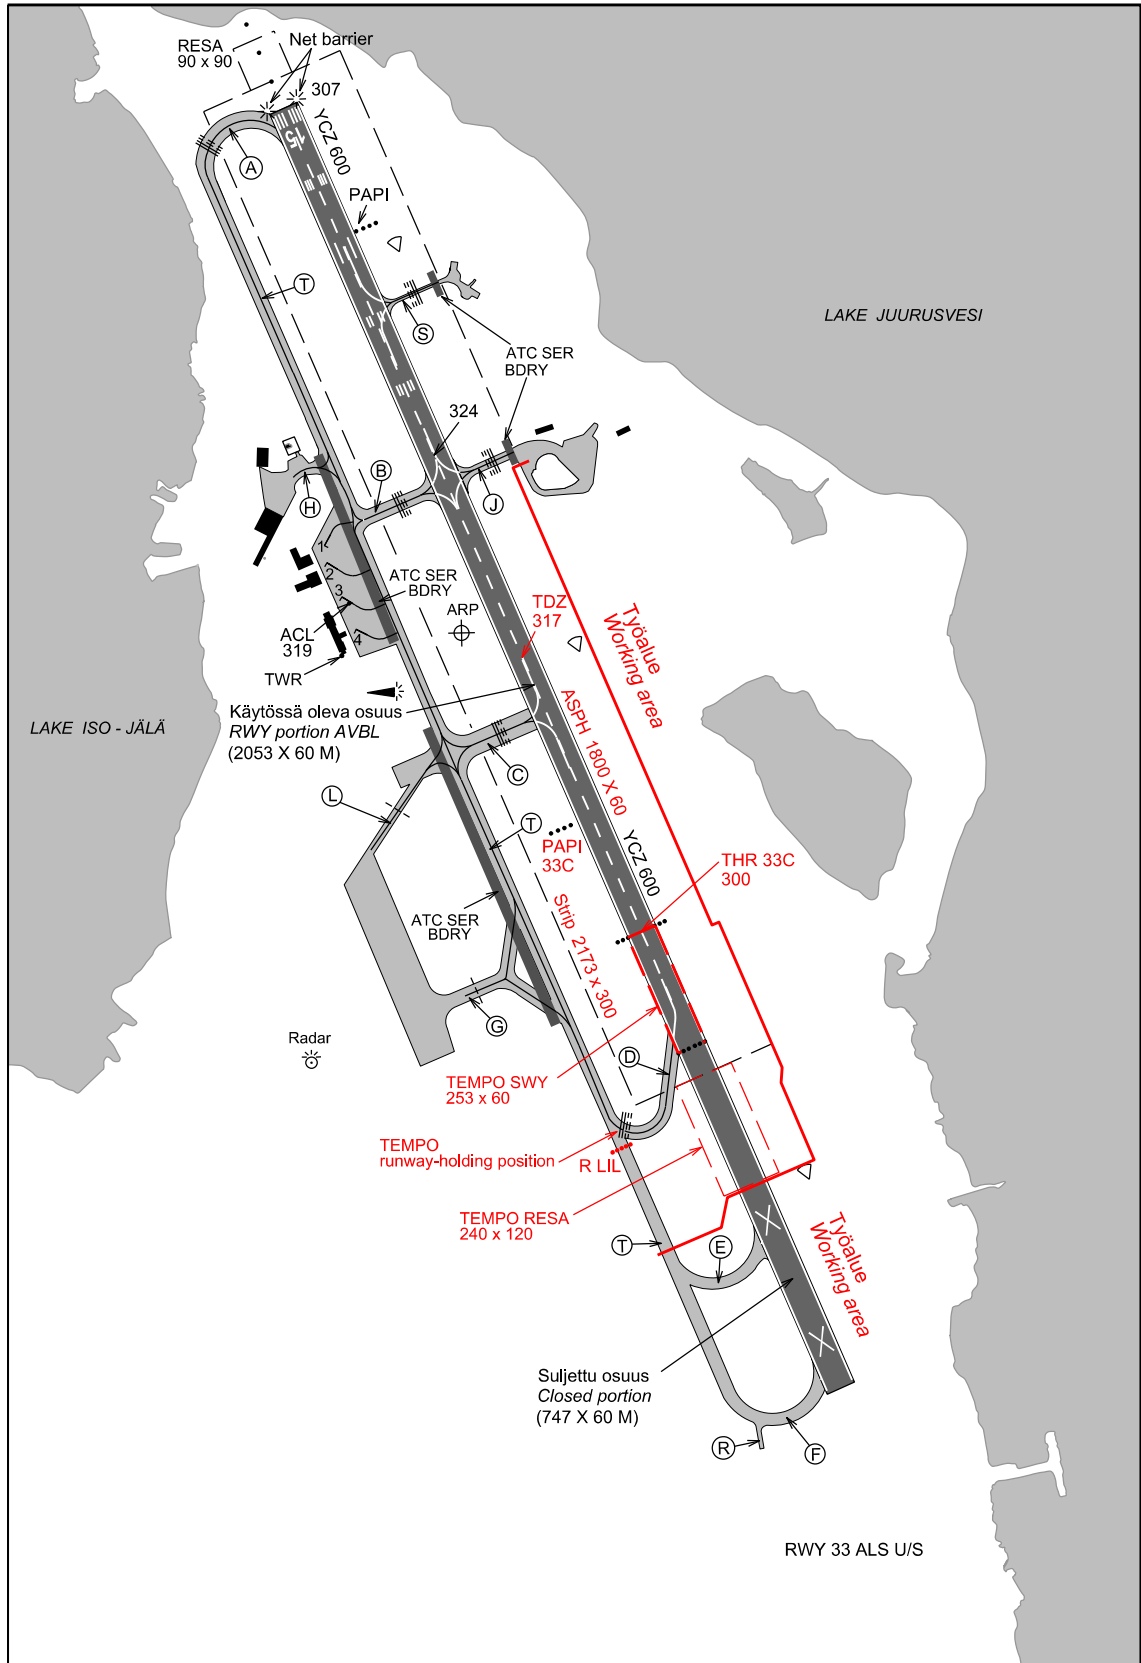 RESA
90 x 90
Net barrier
307
15
YCZ 600
A
PAPI
T
S
LAKE JUURUSVESI
ATC SER
BDRY
324
B
H
J
1
2
3
4
ATC SER
BDRY
ARP
TDZ
317
ACL
319
TWR
Työalue
Working area
LAKE ISO - JÄLÄ
Käytössä oleva osuus
RWY portion AVBL
(2053 X 60 M)
ASPH 1800 X 60
C
L
T
PAPI
33C
YCZ 600
THR 33C
300
ATC SER
BDRY
Strip 2173 x 300
G
Radar
D
TEMPO SWY
253 x 60
TEMPO
runway-holding position
R LIL
TEMPO RESA
240 x 120
T
E
Työalue
Working area
Suljettu osuus
Closed portion
(747 X 60 M)
R
F
RWY 33 ALS U/S